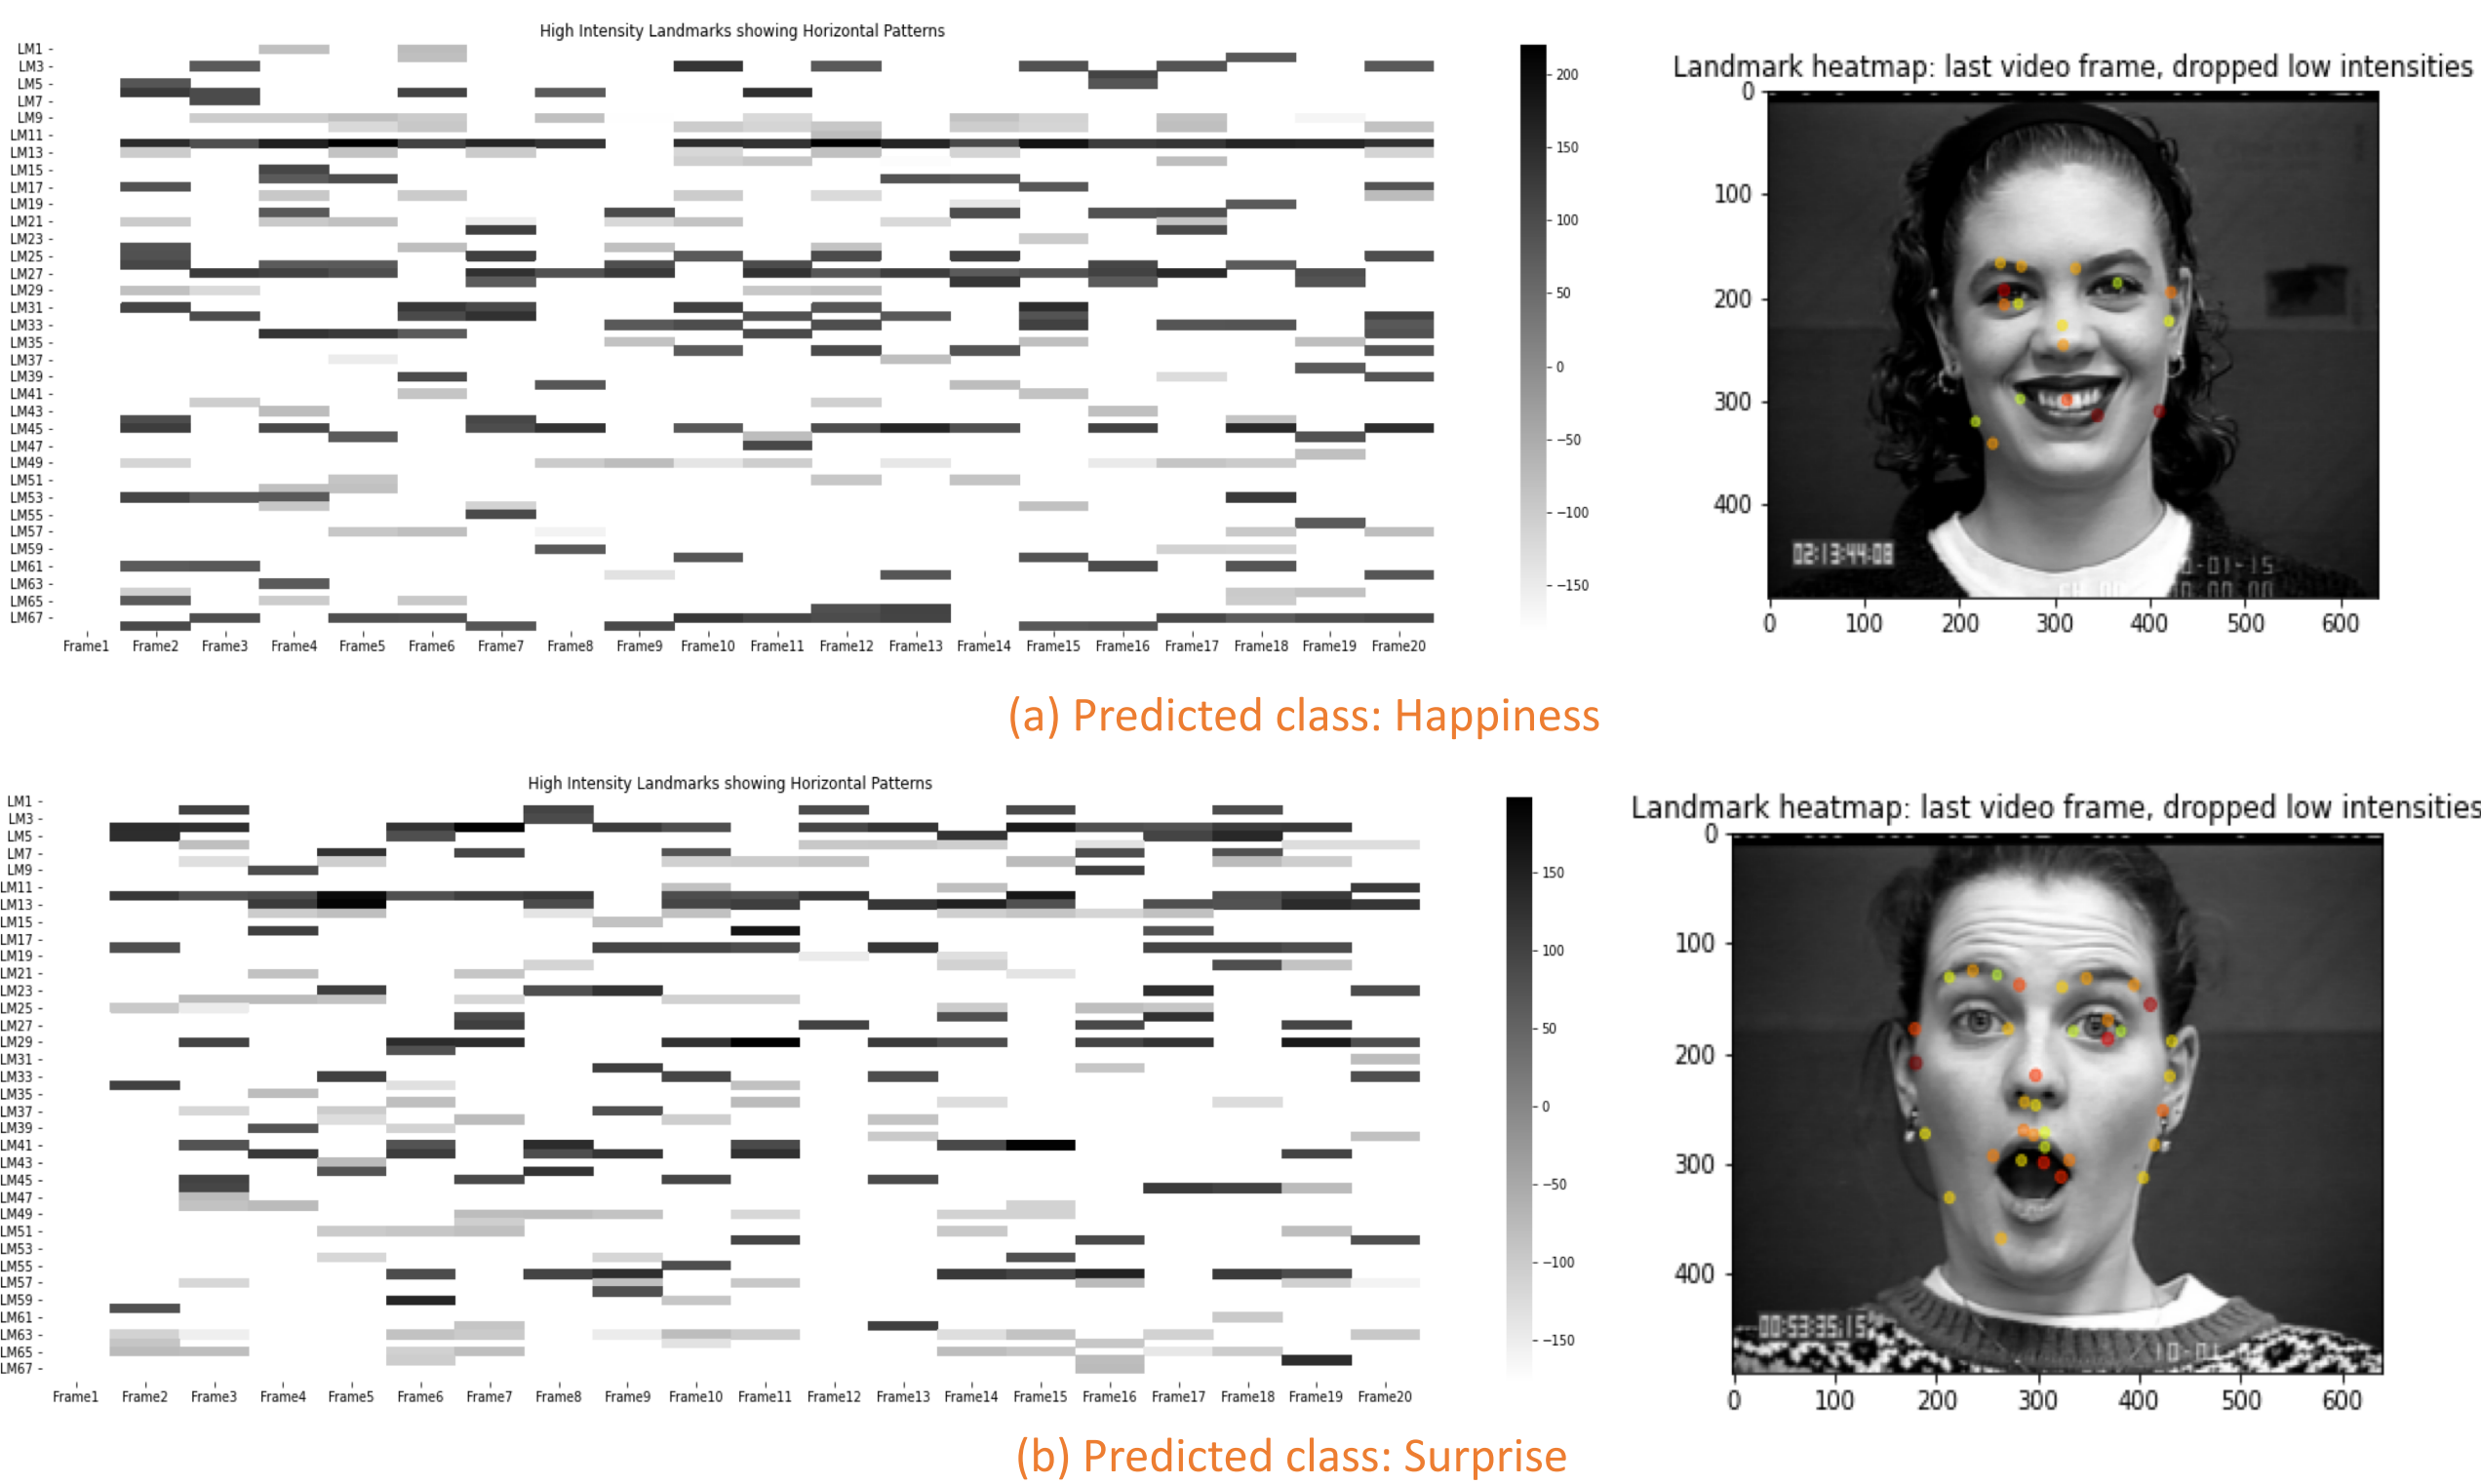 High Intensity Landmarks showing Horizontal Patterns
LM1
LM3
LM5
LM7
LM9
LM11
LM13
LM15
LM17
LM19
LM21
LM23
LM25
LM27
LM29
LM31
LM33
LM35
LM37
LM39
LM41
LM43
LM45
LM47
LM49
LM51
LM53
LM55
LM57
LM59
LM61
LM63
LM65
LM67
Frame1 Frame2 Frame3 Frame4 Frame5 Frame6 Frame7 Frame8 Frame9 Frame10 Frame11 Frame12 Frame13 Frame14 Frame15 Frame16 Frame17 Frame18 Frame19 Frame20
200
150
100
50
0
−50
−100
−150
Landmark heatmap: last video frame, dropped low intensities
0
100
200
300
400
02:13:44:08
0 100 200 300 400 500 600
(a) Predicted class: Happiness
High Intensity Landmarks showing Horizontal Patterns
LM1
LM3
LM5
LM7
LM9
LM11
LM13
LM15
LM17
LM19
LM21
LM23
LM25
LM27
LM29
LM31
LM33
LM35
LM37
LM39
LM41
LM43
LM45
LM47
LM49
LM51
LM53
LM55
LM57
LM59
LM61
LM63
LM65
LM67
Frame1 Frame2 Frame3 Frame4 Frame5 Frame6 Frame7 Frame8 Frame9 Frame10 Frame11 Frame12 Frame13 Frame14 Frame15 Frame16 Frame17 Frame18 Frame19 Frame20
150
100
50
0
−50
−100
−150
Landmark heatmap: last video frame, dropped low intensities
0
100
200
300
400
00:53:35:15
0 100 200 300 400 500 600
(b) Predicted class: Surprise